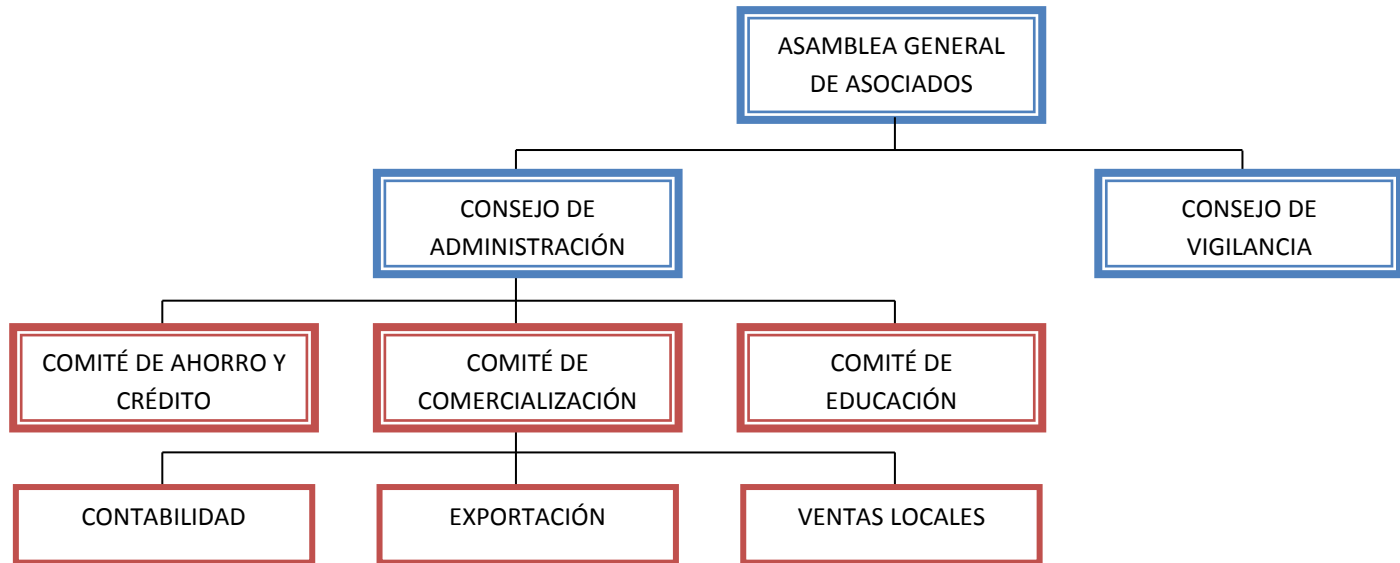 ASAMBLEA GENERAL
DE ASOCIADOS
CONSEJO DE
ADMINISTRACIÓN
CONSEJO DE
VIGILANCIA
COMITÉ DE AHORRO Y
CRÉDITO
COMITÉ DE
COMERCIALIZACIÓN
COMITÉ DE
EDUCACIÓN
CONTABILIDAD
EXPORTACIÓN
VENTAS LOCALES